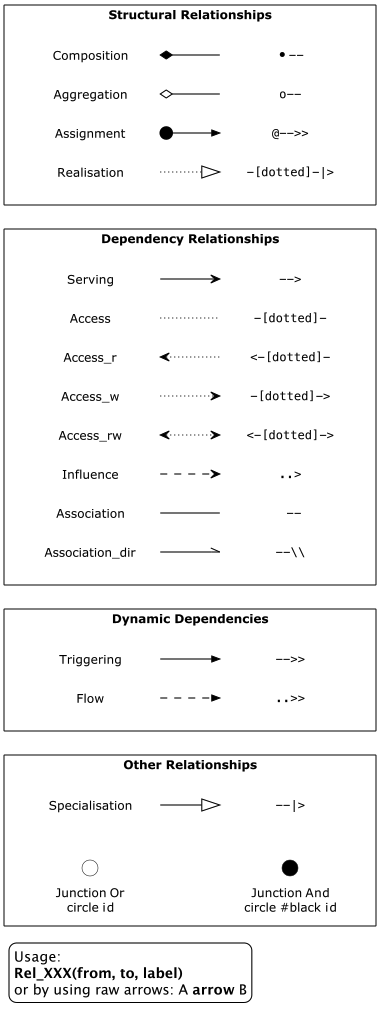 Structural Relationships
Composition •--
Aggregation o--
Assignment @-->>
Realisation -[dotted]-|>
Dependency Relationships
Serving -->
Access -[dotted]-
Access_r <-[dotted]-
Access_w -[dotted]->
Access_rw <-[dotted]->
Influence ..>
Association --
Association_dir --\\
Dynamic Dependencies
Triggering -->>
Flow ..>>
Other Relationships
Specialisation --|>
Junction Or
circle id
Junction And
circle #black id
Usage:
Rel_XXX(from, to, label)
or by using raw arrows: A arrow B